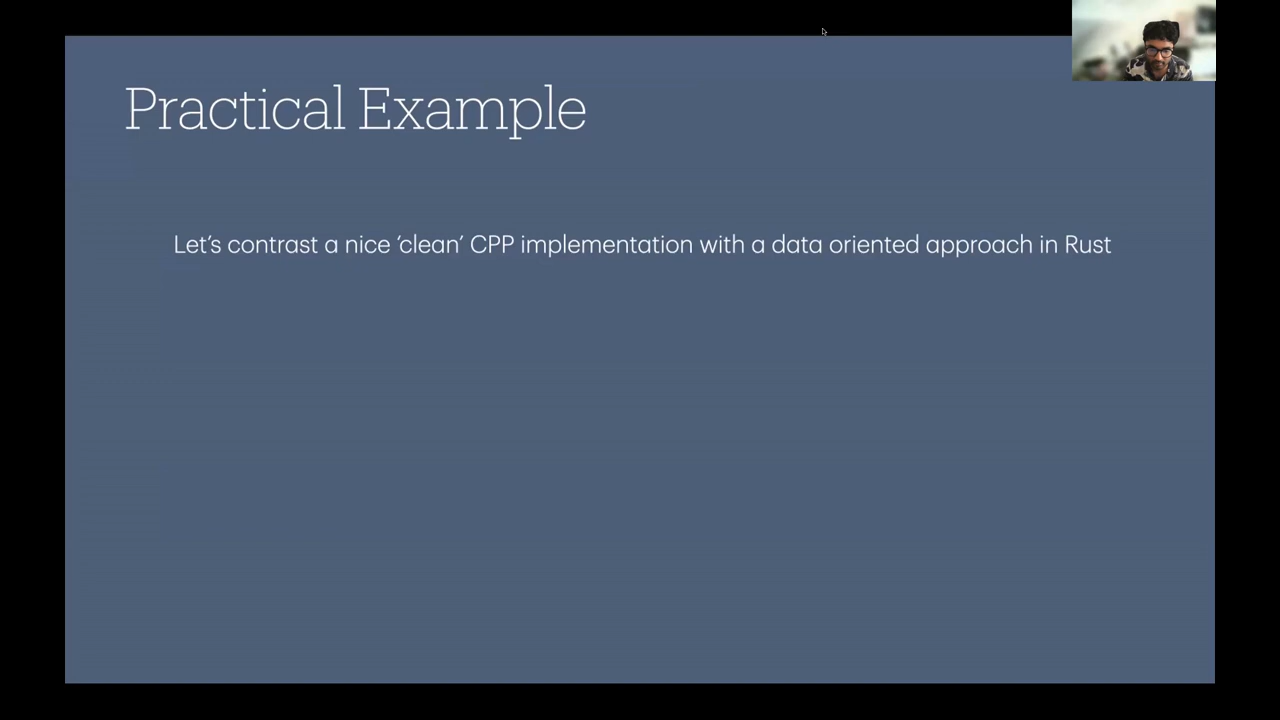 Practical Example
Let’s contrast a nice ‘clean’ CPP implementation with a data oriented approach in Rust